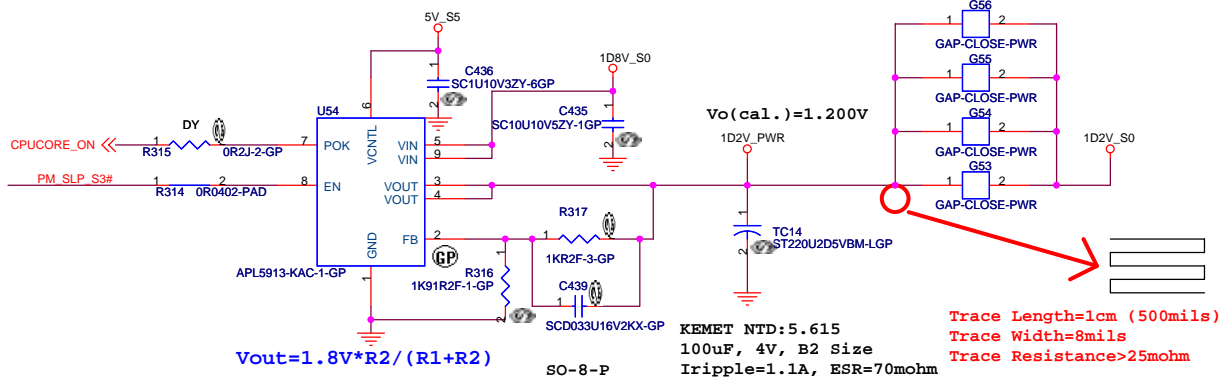 5V_S5
G56
1 2
GAP-CLOSE-PWR
G55
1 2
GAP-CLOSE-PWR
G54
1 2
GAP-CLOSE-PWR
G53
1 2
GAP-CLOSE-PWR
1D2V_S0
1
C436
SC1U10V3ZY-6GP
2
1D8V_S0
1
C435
SC10U10V5ZY-1GP
2
Vo(cal.)=1.200V
1D2V_PWR
U54
6
VCNTL
DY
CPUCORE_ON
1 2
R315
0R2J-2-GP
7
POK
VIN
5
VIN
9
PM_SLP_S3#
R314
0R0402-PAD
8
EN
VOUT
3
VOUT
4
R317
1 2
1KR2F-3-GP
GND
FB
2
GP
1
APL5913-KAC-1-GP
1
R316
1K91R2F-1-GP
2
C439
1 2
SCD033U16V2KX-GP
1
TC14
ST220U2D5VBM-LGP
2
Vout=1.8V*R2/(R1+R2)
SO-8-P
KEMET NTD:5.615
100uF, 4V, B2 Size
Iripple=1.1A, ESR=70mohm
Trace Length=1cm (500mils)
Trace Width=8mils
Trace Resistance>25mohm